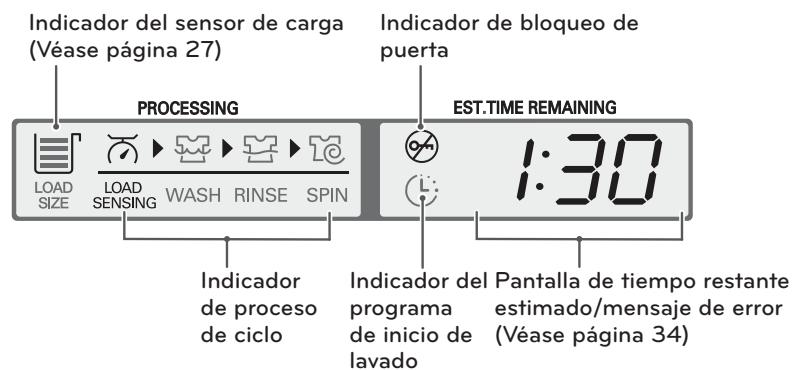 Indicador del sensor de carga
(Véase página 27)
Indicador de bloqueo de
puerta
PROCESSING
EST.TIME REMAINING
1:30
LOAD
SIZE
LOAD
SENSING
WASH
RINSE
SPIN
Indicador
de proceso
de ciclo
Indicador del
programa
de inicio de
lavado
Pantalla de tiempo restante
estimado/mensaje de error
(Véase página 34)